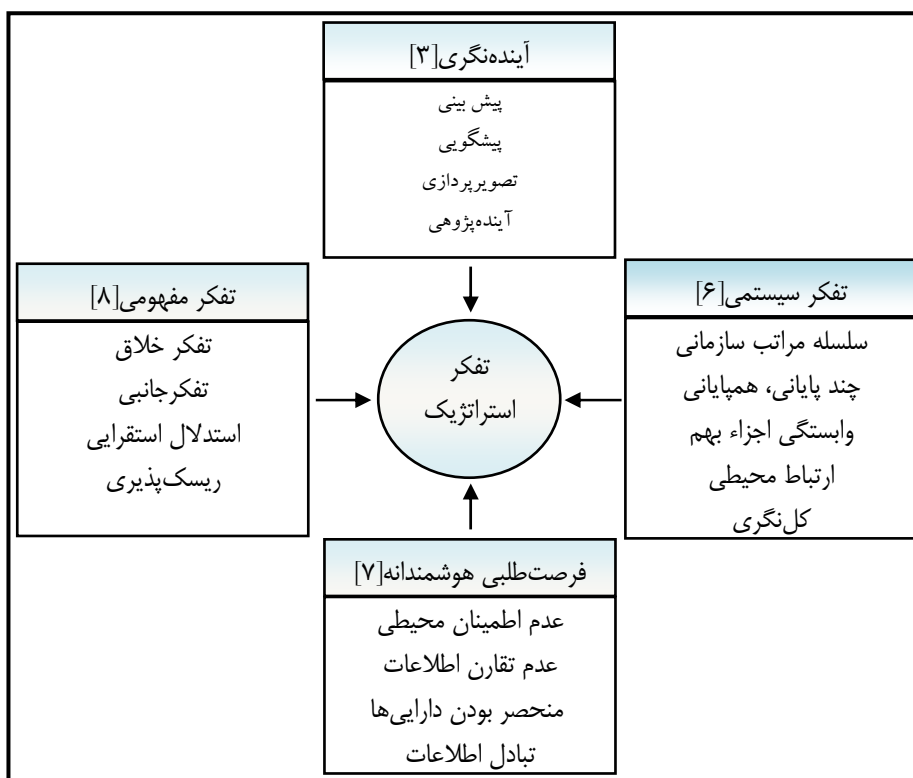 آینده‌نگری[۳]
پیش بینی
پیشگویی
تصویرپردازی
آینده‌پژوهی
تفکر سیستمی[۶]
سلسله مراتب سازمانی
چند پایانی، همپایانی
وابستگی اجزاء بهم
ارتباط محیطی
کل‌نگری
تفکر
استراتژیک
تفکر مفهومی[۸]
تفکر خلاق
تفکرجانبی
استدلال استقرایی
ریسک‌پذیری
فرصت‌طلبی هوشمندانه[۷]
عدم اطمینان محیطی
عدم تقارن اطلاعات
منحصر بودن دارایی‌ها
تبادل اطلاعات